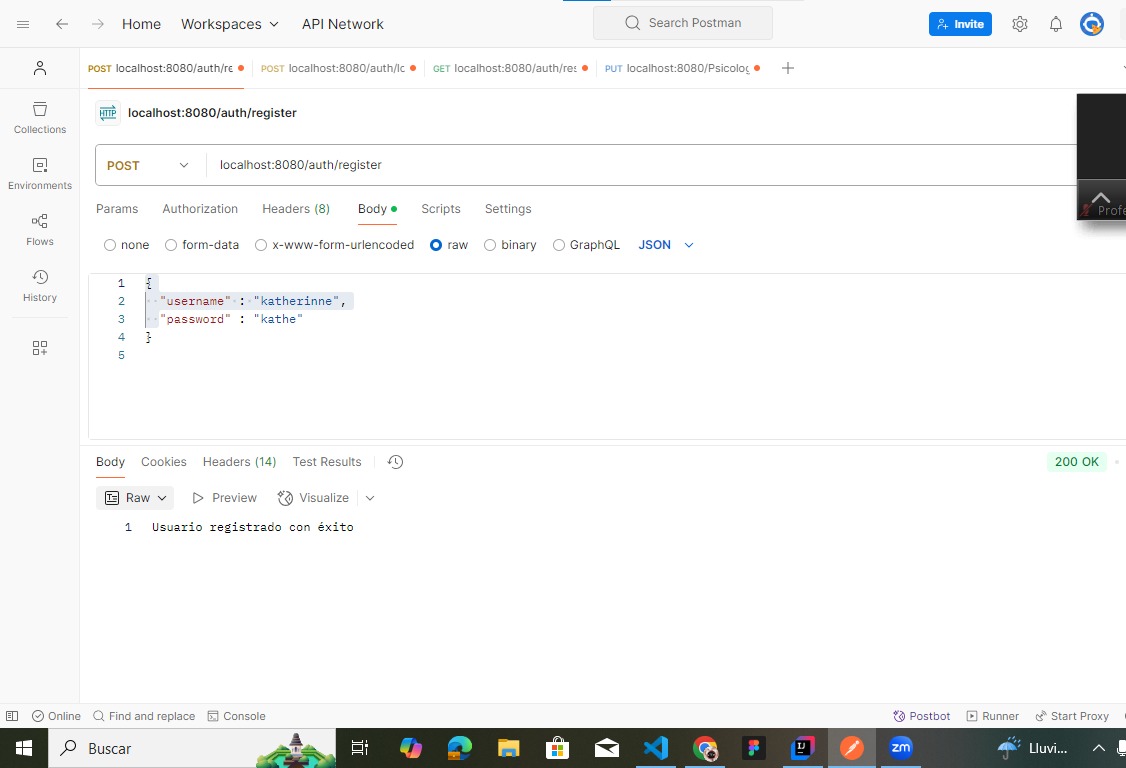 Home Workspaces API Network Search Postman Invite
POST localhost:8080/auth/re POST localhost:8080/auth/lc GET localhost:8080/auth/re: PUT localhost:8080/Psicolog
HTTP localhost:8080/auth/register
POST localhost:8080/auth/register
Params Authorization Headers (8) Body Scripts Settings
none form-data x-www-form-urlencoded raw binary GraphQL JSON
1 {
2 "username" : "katherinne",
3 "password" : "kathe"
4 }
5
Collections
Environments
Flows
History
Profe
Body Cookies Headers (14) Test Results 200 OK
Raw Preview Visualize
1 Usuario registrado con éxito
Online Find and replace Console Postbot Runner Start Proxy
Buscar zm Lluvi...